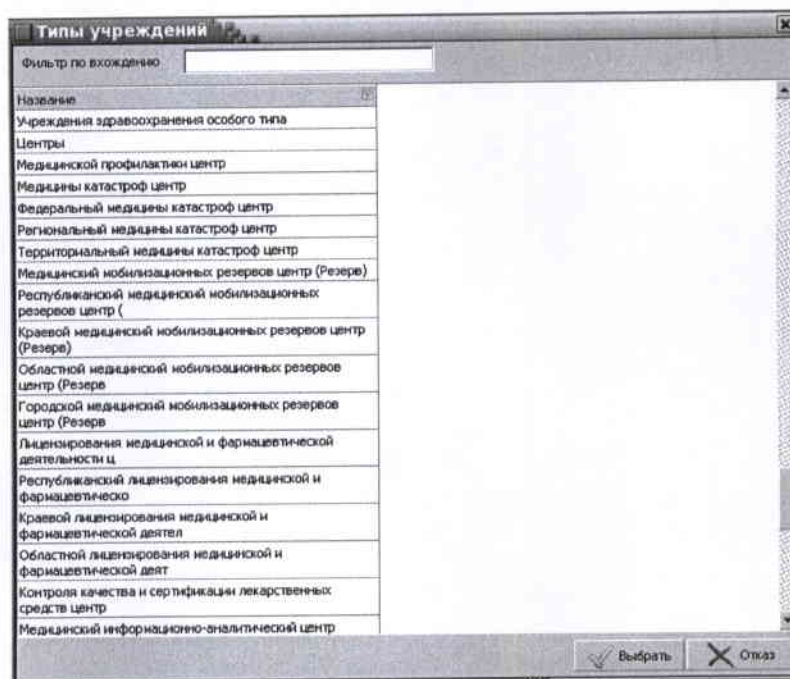 Типы учреждений
Фильтр по вхождению
Название
Учреждения здравоохранения особого типа
Центры
Медицинской профилактики центр
Медицины катастроф центр
Федеральный медицины катастроф центр
Региональный медицины катастроф центр
Территориальный медицины катастроф центр
Медицинский мобилизационных резервов центр (Резерв)
Республиканский медицинский мобилизационных
резервов центр (
Краевой медицинский мобилизационных резервов центр
(Резерв)
Областной медицинский мобилизационных резервов
центр (Резерв
Городской медицинский мобилизационных резервов
центр (Резерв
Лицензирования медицинской и фармацевтической
деятельности ц
Республиканский лицензирования медицинской и
фармацевтическо
Краевой лицензирования медицинской и
фармацевтической деятел
Областной лицензирования медицинской и
фармацевтической деят
Контроля качества и сертификации лекарственных
средств центр
Медицинский информационно-аналитический центр
Выбрать
Отказ